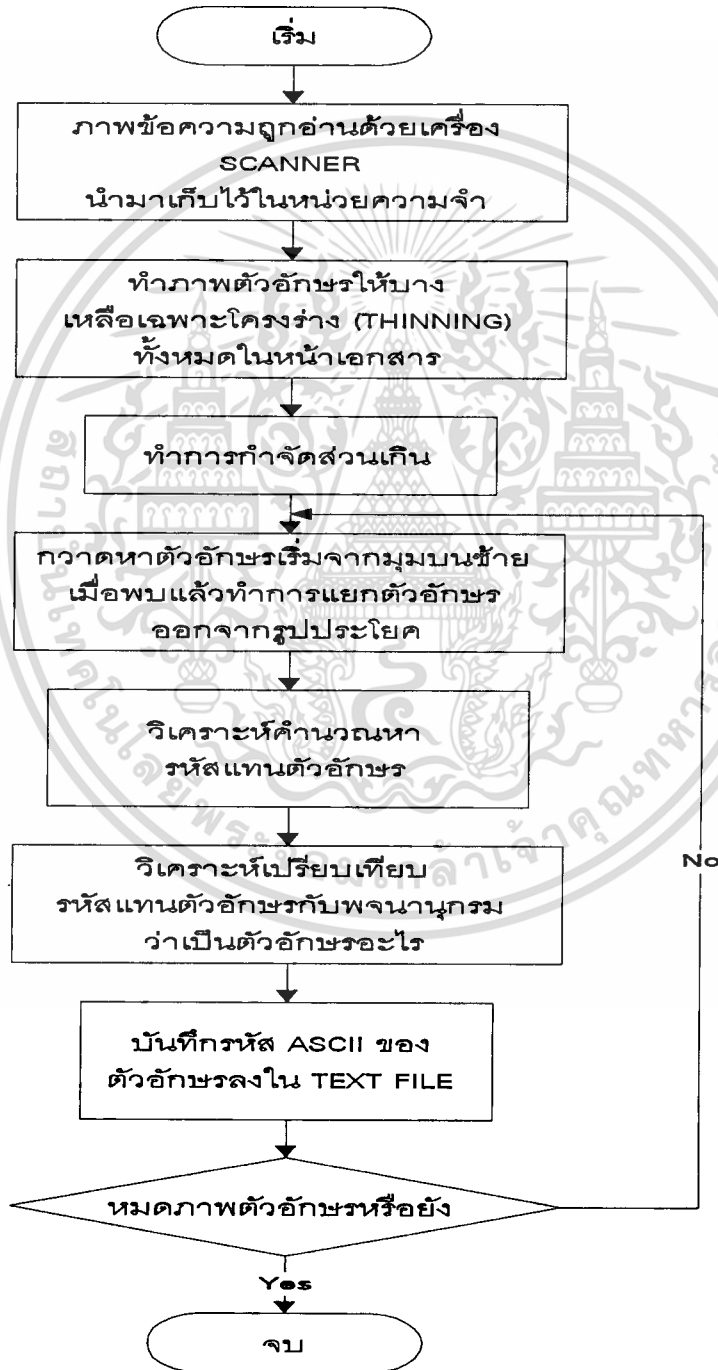 เริ่ม
ภาพข้อความถูกอ่านด้วยเครื่อง
SCANNER
นำมาเก็บไว้ในหน่วยความจำ
ทำภาพตัวอักษรให้บาง
เหลือเฉพาะโครงร่าง (THINNING)
ทั้งหมดในหน้าเอกสาร
ทำการกำจัดส่วนเกิน
กวาดหาตัวอักษรเริ่มจากมุมบนซ้าย
เมื่อพบแล้วทำการแยกตัวอักษร
ออกจากรูปประโยค
วิเคราะห์คำนวณหา
รหัสแทนตัวอักษร
วิเคราะห์เปรียบเทียบ
รหัสแทนตัวอักษรกับพจนานุกรม
ว่าเป็นตัวอักษรอะไร
No
บันทึกรหัส ASCII ของ
ตัวอักษรลงใน TEXT FILE
หมดภาพตัวอักษรหรือยัง
Yes
จบ